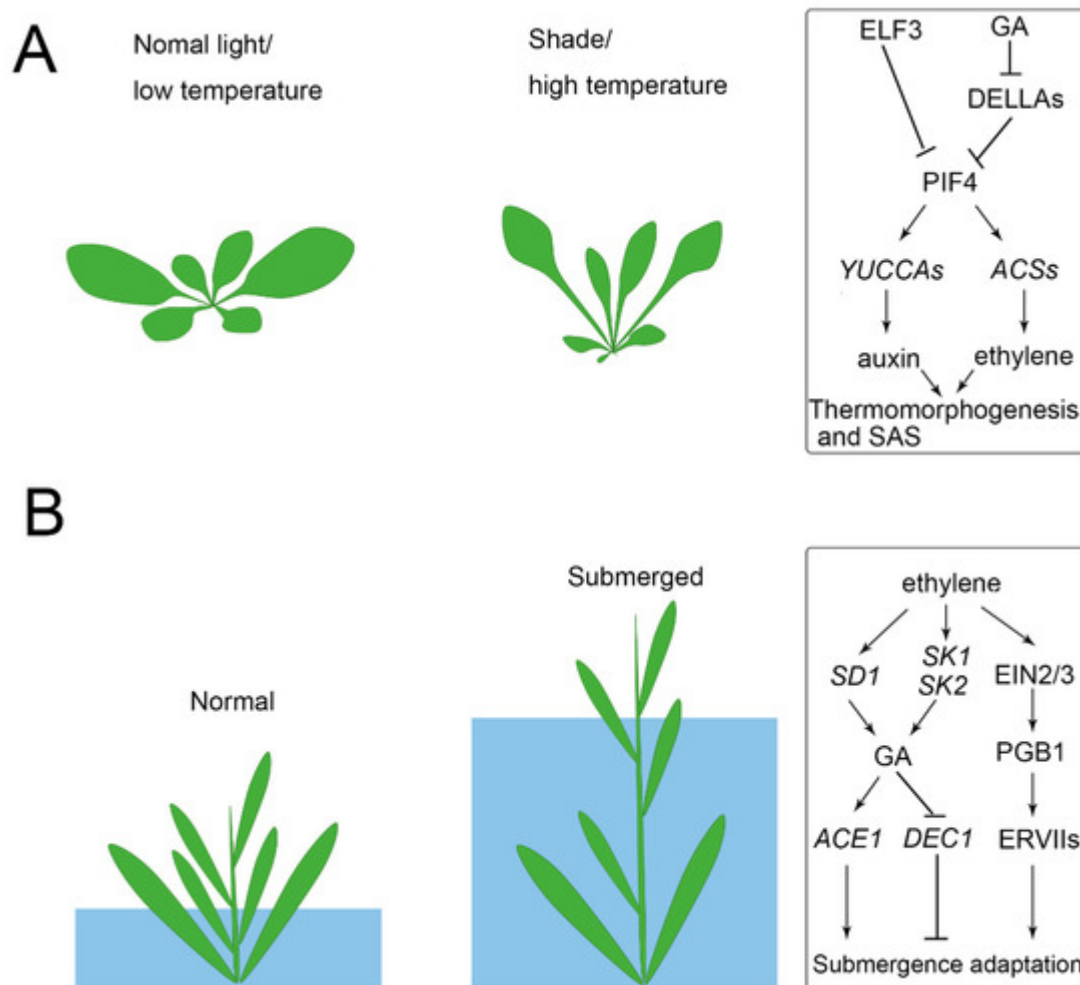 A
Nomal light/
low temperature
Shade/
high temperature
ELF3
GA
DELLAs
PIF4
YUCCAs
ACSs
auxin
ethylene
Thermomorphogenesis
and SAS
B
Normal
Submerged
ethylene
SD1
SK1
SK2
EIN2/3
GA
PGB1
ACE1
DEC1
ERVIIs
Submergence adaptation